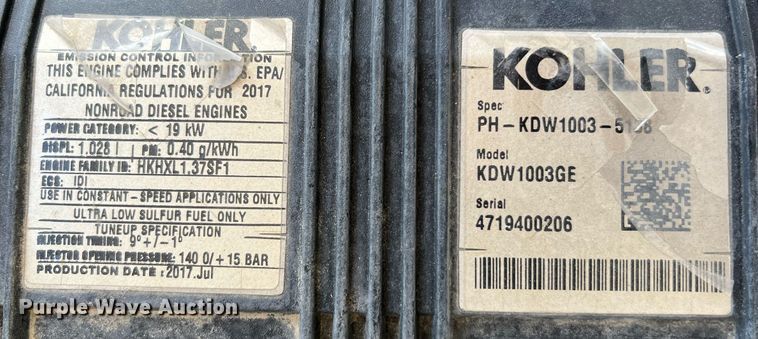 KOHLER.
EMISSION CONTROL INFORMATION
THIS ENGINE COMPLIES WITH U.S. EPA/
CALIFORNIA REGULATIONS FOR 2017
NONROAD DIESEL ENGINES
POWER CATEGORY: < 19 kW
DISPL: 1.028 l PM: 0.40 g/kWh
ENGINE FAMILY ID: HKHXL1.37SF1
ECS: IDI
USE IN CONSTANT-SPEED APPLICATIONS ONLY
ULTRA LOW SULFUR FUEL ONLY
TUNEUP SPECIFICATION
INJECTION TIMING: 9°+/-1°
INJECTOR OPENING PRESSURE: 140 0/+15 BAR
PRODUCTION DATE: 2017.Jul
KOHLER.
Spec
PH-KDW1003-
Model
KDW1003GE
Serial
4719400206
Purple Wave Auction